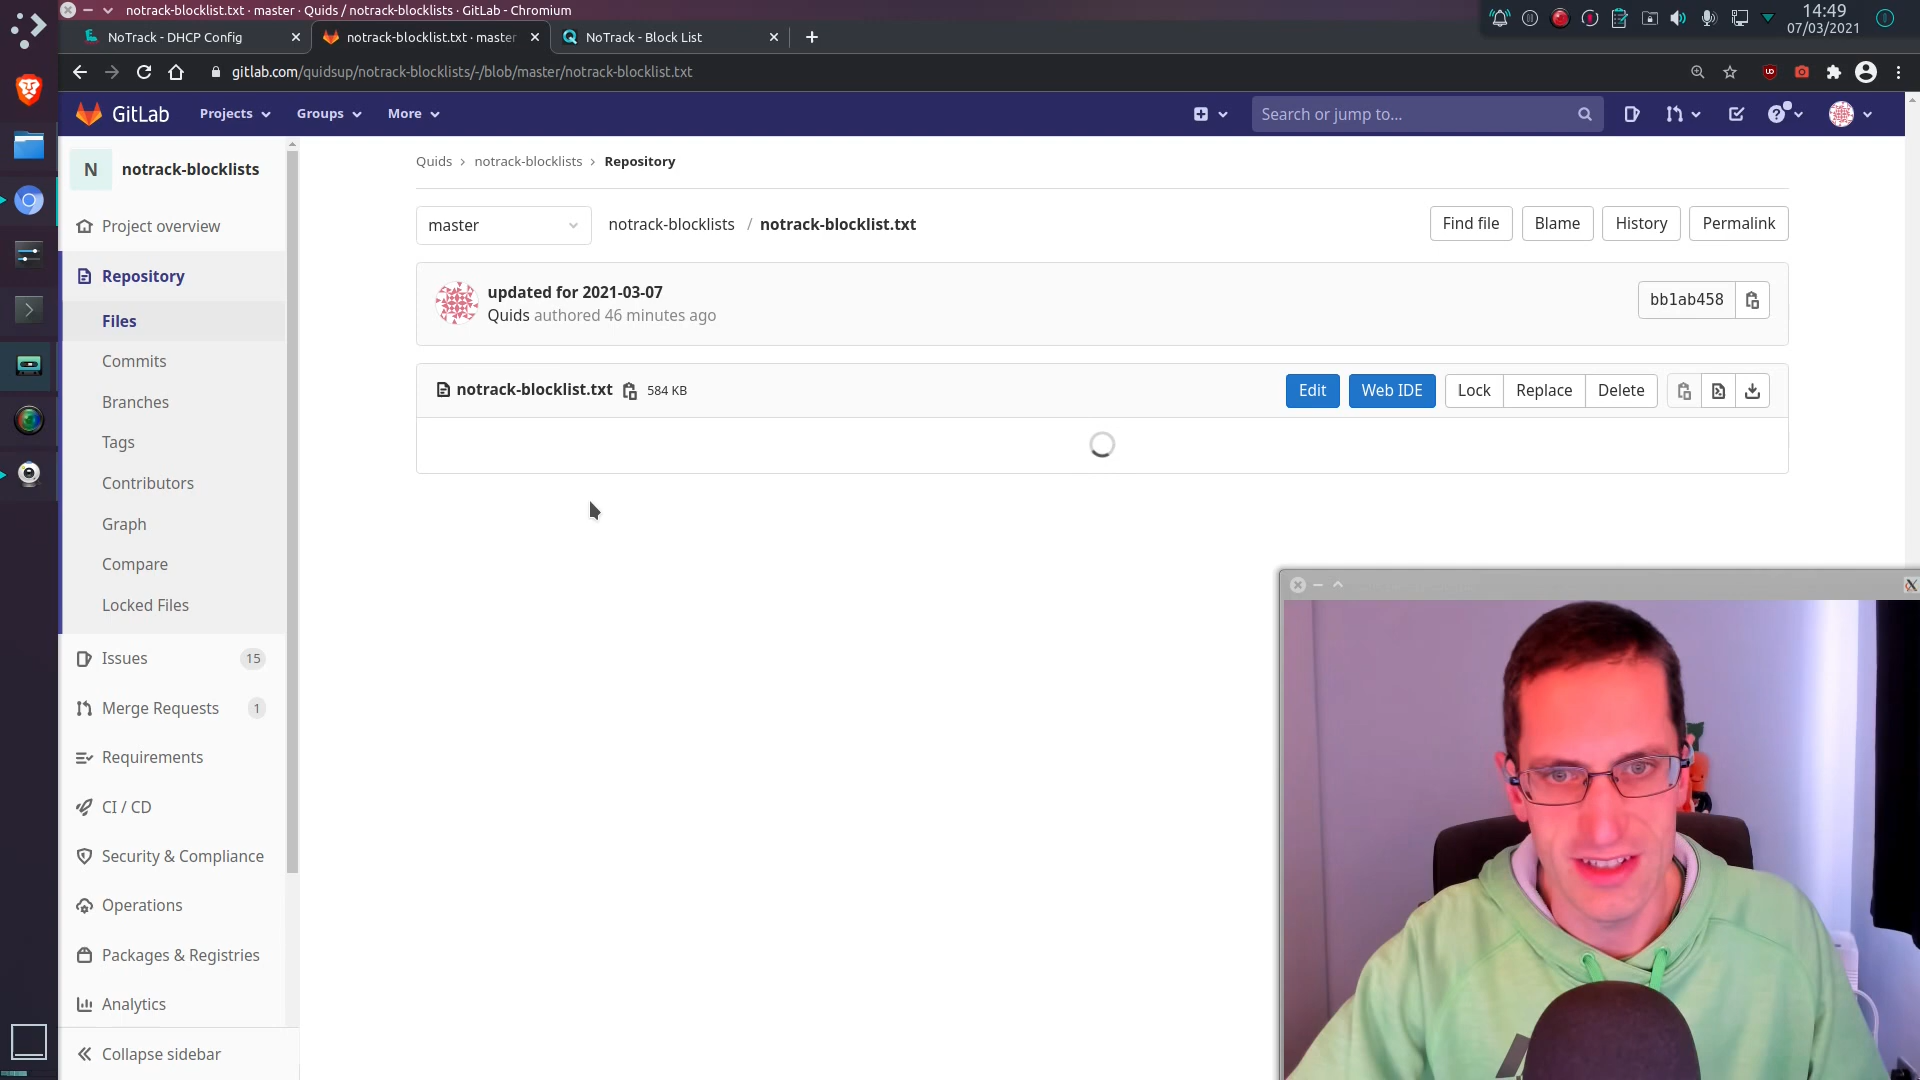 notrack-blocklist.txt · master · Quids / notrack-blocklists · GitLab - Chromium
14:49
07/03/2021
NoTrack - DHCP Config
notrack-blocklist.txt · master
NoTrack - Block List
gitlab.com/quidsup/notrack-blocklists/-/blob/master/notrack-blocklist.txt
GitLab
Projects
Groups
More
Search or jump to...
N
notrack-blocklists
Project overview
Repository
Files
Commits
Branches
Tags
Contributors
Graph
Compare
Locked Files
Issues
15
Merge Requests
1
Requirements
CI / CD
Security & Compliance
Operations
Packages & Registries
Analytics
Collapse sidebar
Quids › notrack-blocklists › Repository
master
notrack-blocklists / notrack-blocklist.txt
Find file
Blame
History
Permalink
updated for 2021-03-07
Quids authored 46 minutes ago
bb1ab458
notrack-blocklist.txt
584 KB
Edit
Web IDE
Lock
Replace
Delete